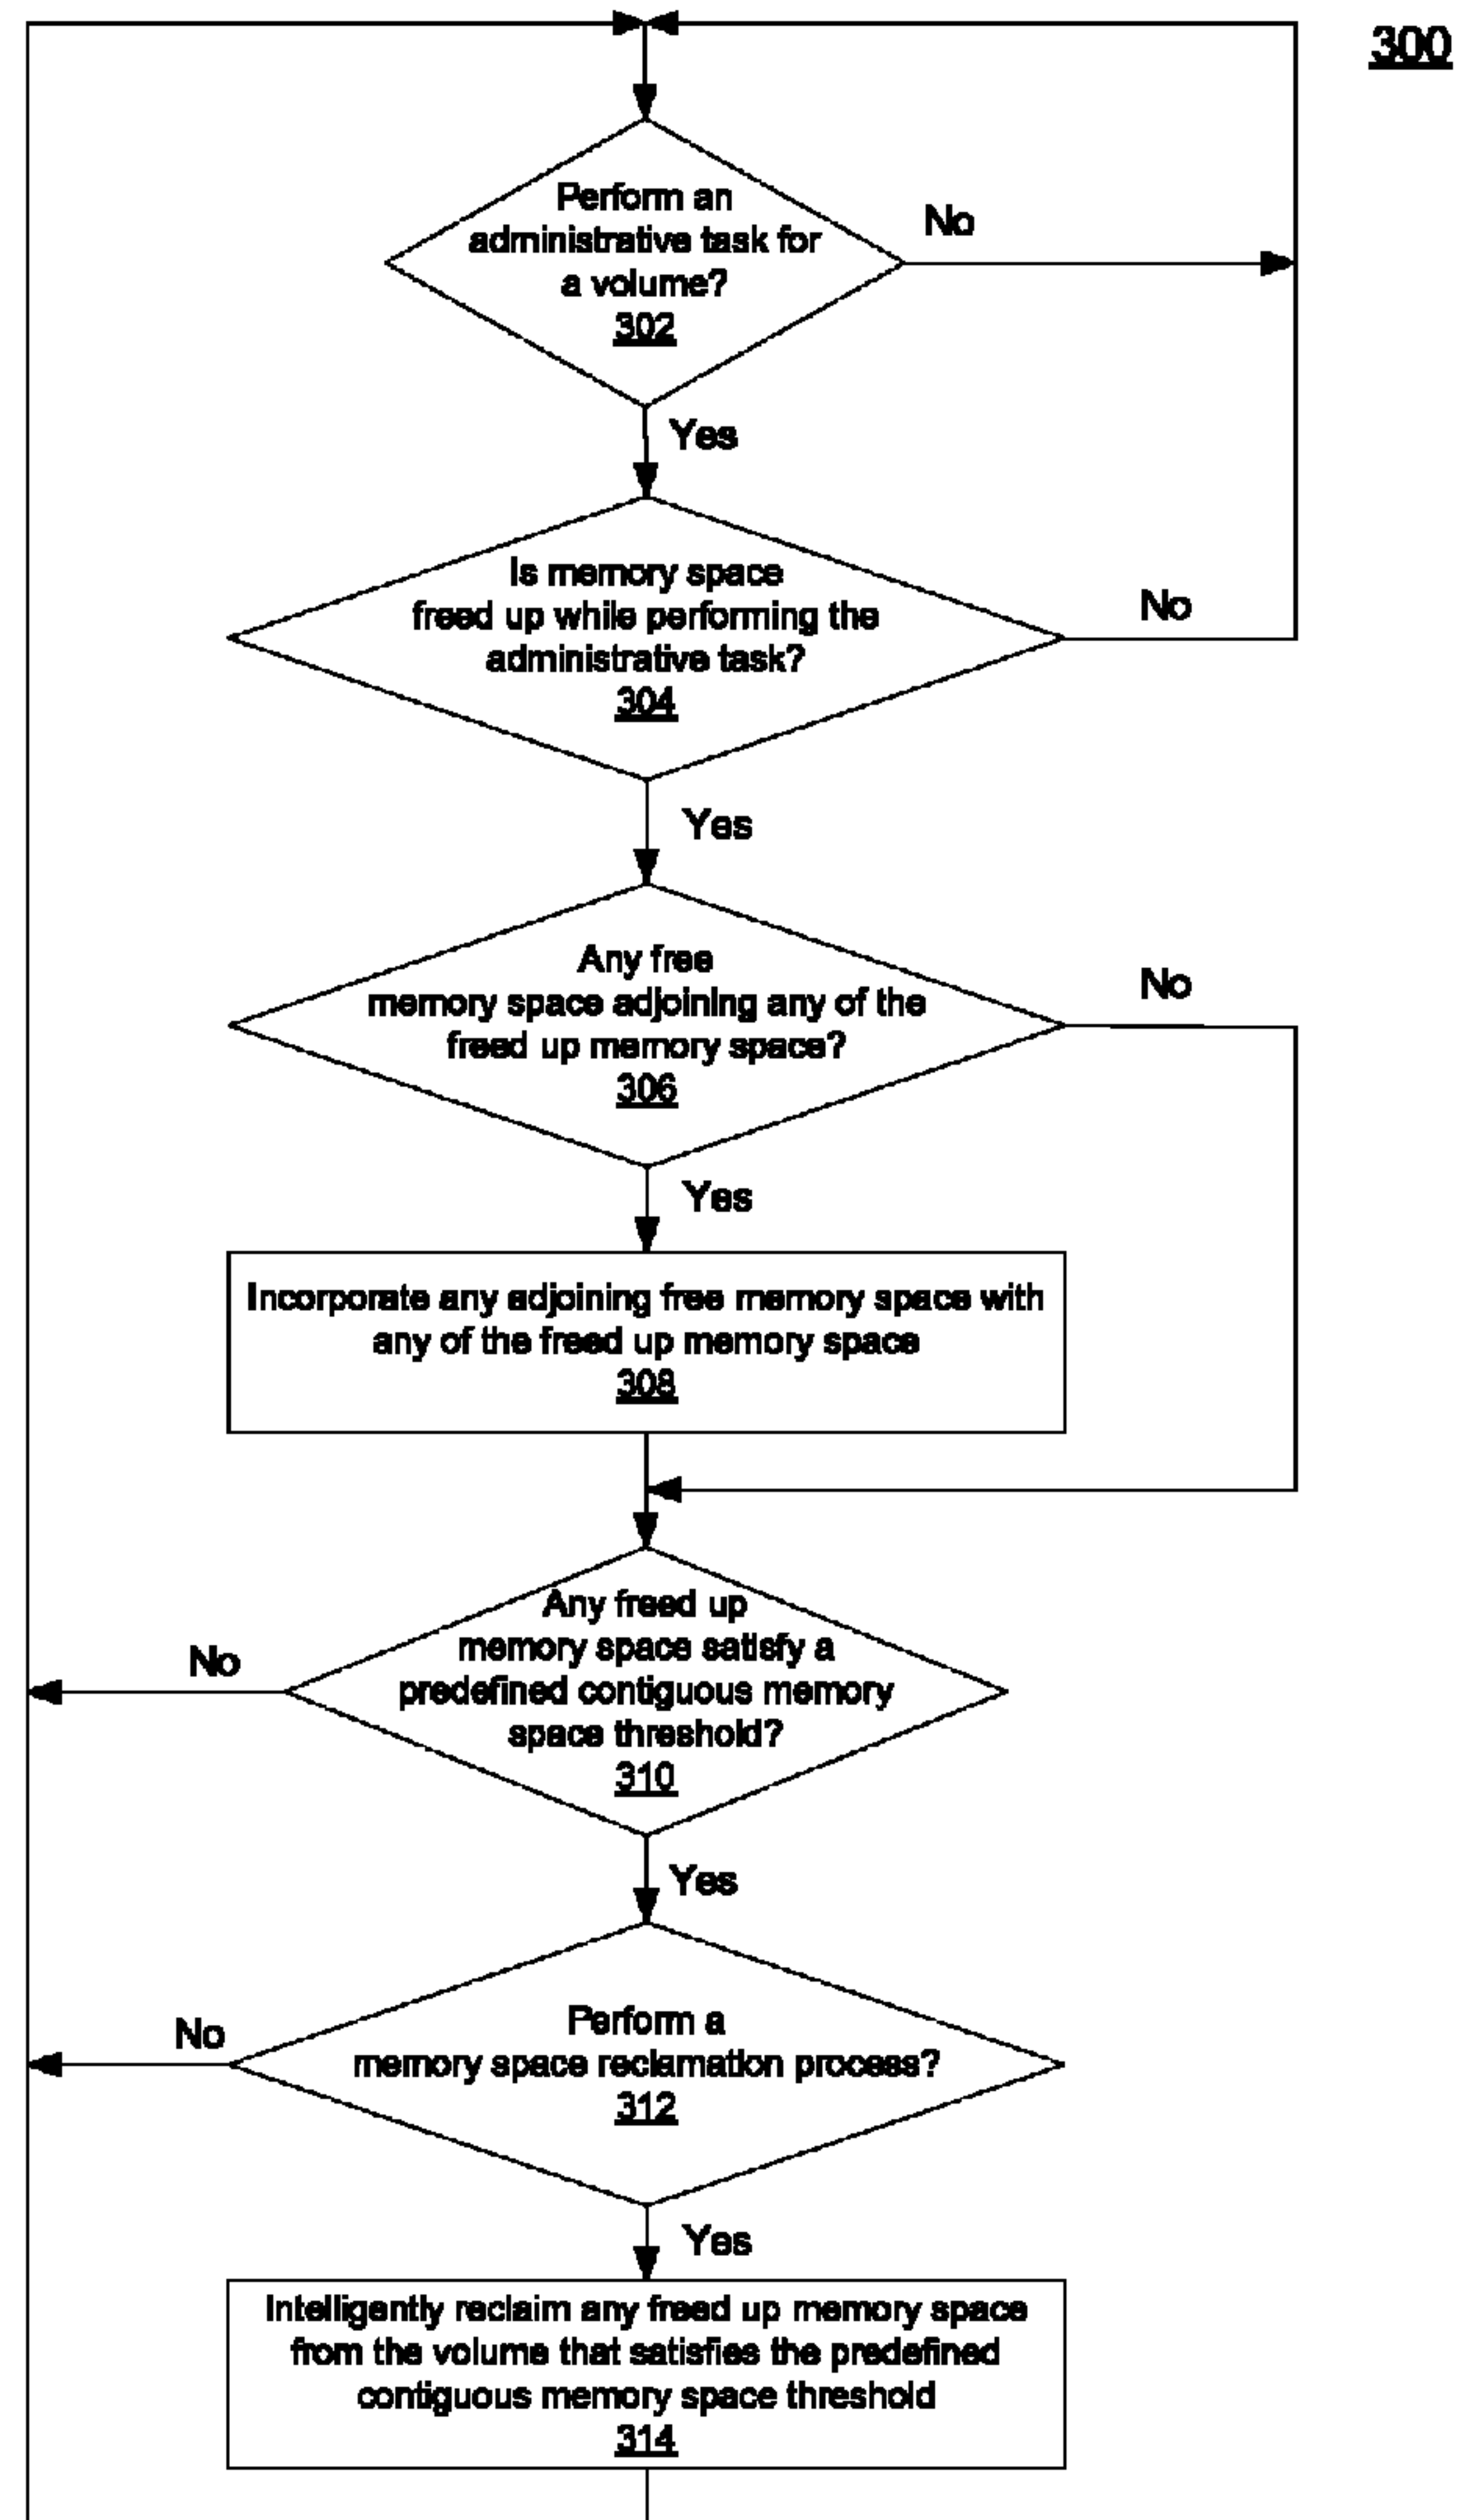 300
Perform an
administrative task for
a volume?
302
No
Yes
Is memory space
freed up while performing the
administrative task?
304
No
Yes
Any free
memory space adjoining any of the
freed up memory space?
306
No
Yes
Incorporate any adjoining free memory space with
any of the freed up memory space
308
Any freed up
memory space satisfy a
predefined contiguous memory
space threshold?
310
No
Yes
Perform a
memory space reclamation process?
312
No
Yes
Intelligently reclaim any freed up memory space
from the volume that satisfies the predefined
contiguous memory space threshold
314